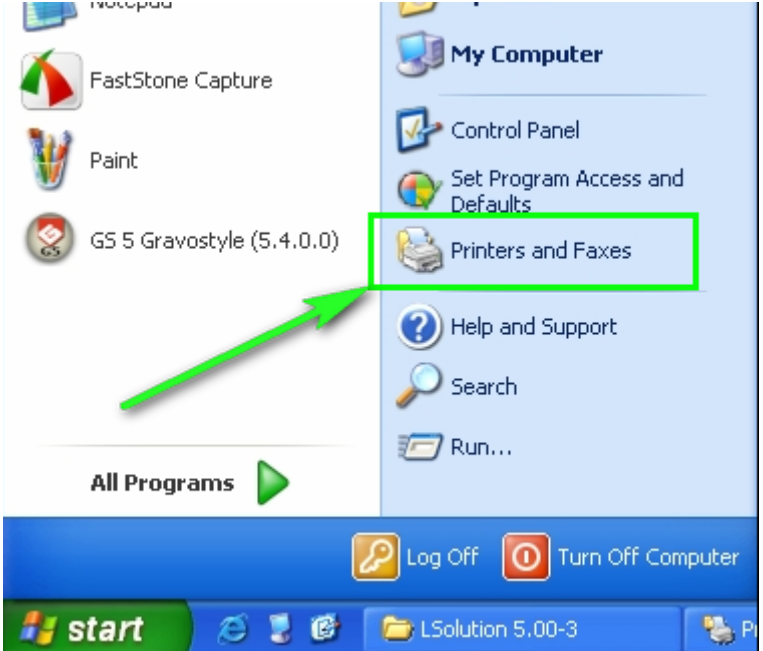 Notepad
FastStone Capture
Paint
GS 5 Gravostyle (5.4.0.0)
All Programs
My Computer
Control Panel
Set Program Access and
Defaults
Printers and Faxes
Help and Support
Search
Run...
Log Off
Turn Off Computer
start
LSolution 5.00-3